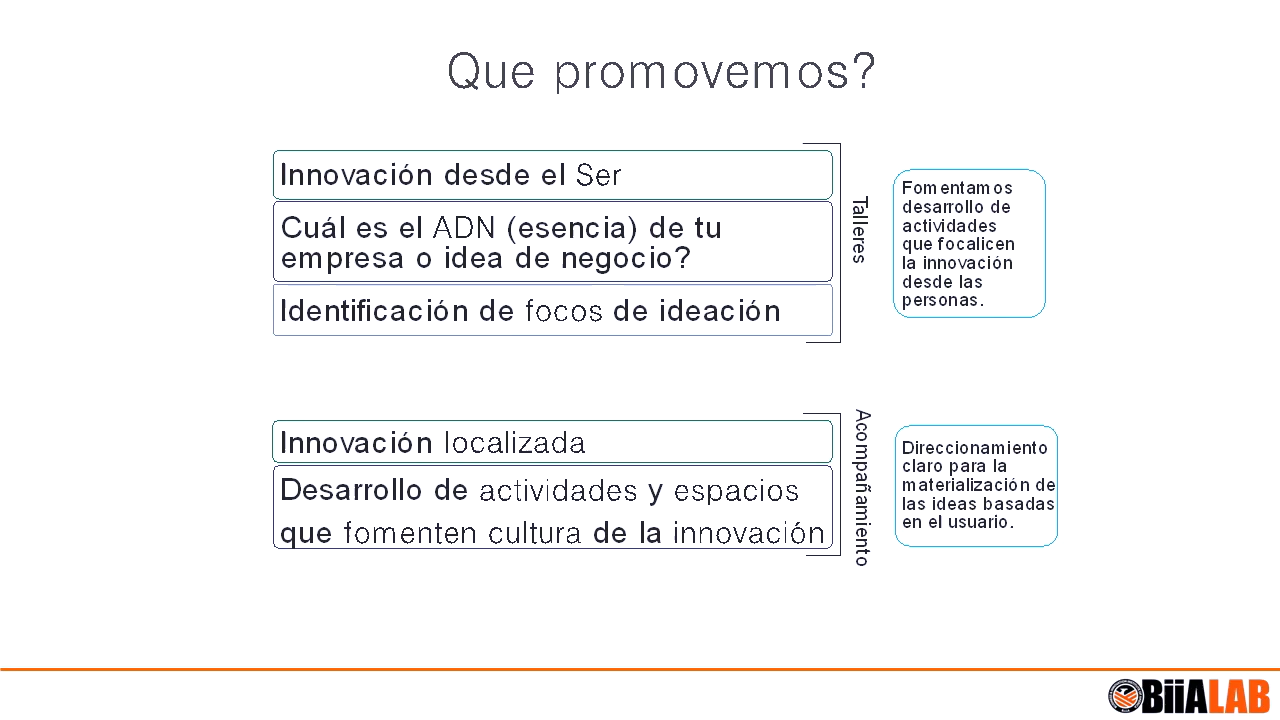 Que promovemos?
Innovación desde el Ser
Cuál es el ADN (esencia) de tu
empresa o idea de negocio?
Identificación de focos de ideación
Talleres
Fomentamos
desarrollo de
actividades
que focalicen
la innovación
desde las
personas.
Innovación localizada
Desarrollo de actividades y espacios
que fomenten cultura de la innovación
Acompañamiento
Direccionamiento
claro para la
materialización de
las ideas basadas
en el usuario.
BiiALAB